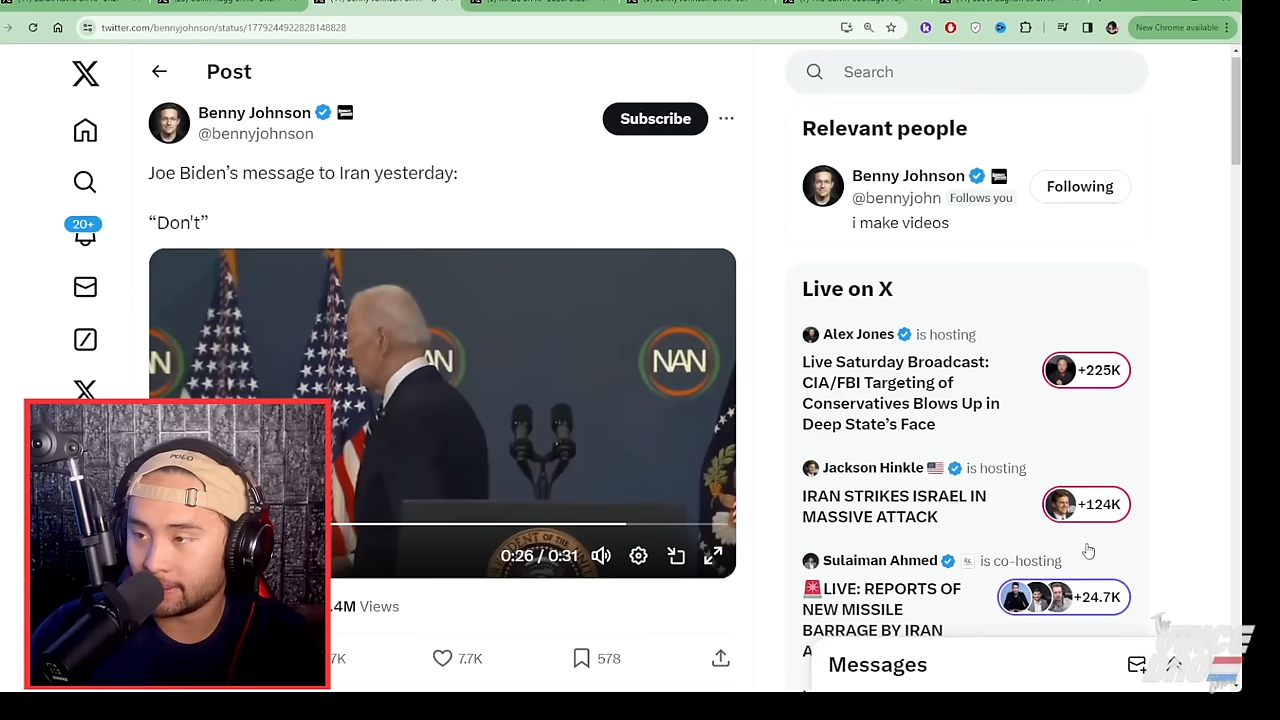 twitter.com/bennyjohnson/status/1779244922828148828
New Chrome available
Post
Search
Benny Johnson
@bennyjohnson
Subscribe
Joe Biden’s message to Iran yesterday:
“Don't”
Relevant people
Benny Johnson
@bennyjohn Follows you
Following
i make videos
20+
NAN
Live on X
Alex Jones is hosting
Live Saturday Broadcast:
CIA/FBI Targeting of
Conservatives Blows Up in
Deep State’s Face
+225K
Jackson Hinkle is hosting
IRAN STRIKES ISRAEL IN
MASSIVE ATTACK
+124K
Sulaiman Ahmed is co-hosting
LIVE: REPORTS OF
NEW MISSILE
BARRAGE BY IRAN
+24.7K
0:26 / 0:31
POLO
.4M Views
7K
7.7K
578
Messages